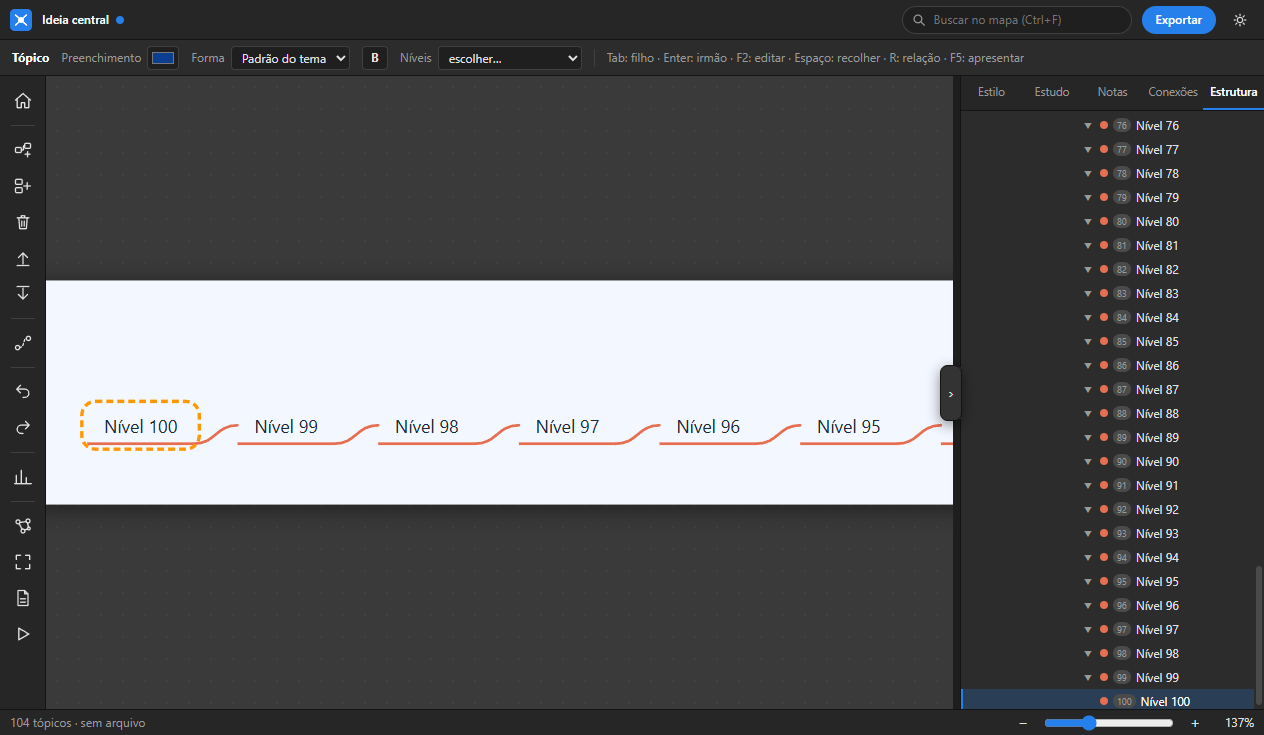 Ideia central
Buscar no mapa (Ctrl+F)
Exportar
Tópico
Preenchimento
Forma
Padrão do tema
B
Níveis
escolher...
Tab: filho · Enter: irmão · F2: editar · Espaço: recolher · R: relação · F5: apresentar
Estilo
Estudo
Notas
Conexões
Estrutura
76 Nível 76
77 Nível 77
78 Nível 78
79 Nível 79
80 Nível 80
81 Nível 81
82 Nível 82
83 Nível 83
84 Nível 84
85 Nível 85
86 Nível 86
87 Nível 87
88 Nível 88
89 Nível 89
90 Nível 90
91 Nível 91
92 Nível 92
93 Nível 93
94 Nível 94
95 Nível 95
96 Nível 96
97 Nível 97
98 Nível 98
99 Nível 99
100 Nível 100
Nível 100
Nível 99
Nível 98
Nível 97
Nível 96
Nível 95
104 tópicos · sem arquivo
137%